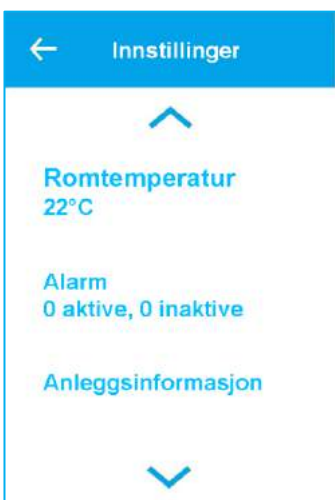 Innstillinger
Romtemperatur
22°C
Alarm
0 aktive, 0 inaktive
Anleggsinformasjon